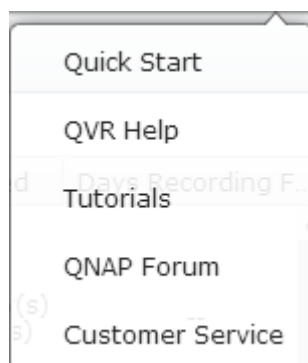 Quick Start
QVR Help
Days Recording F...
Tutorials
QNAP Forum
(s)
Customer Service